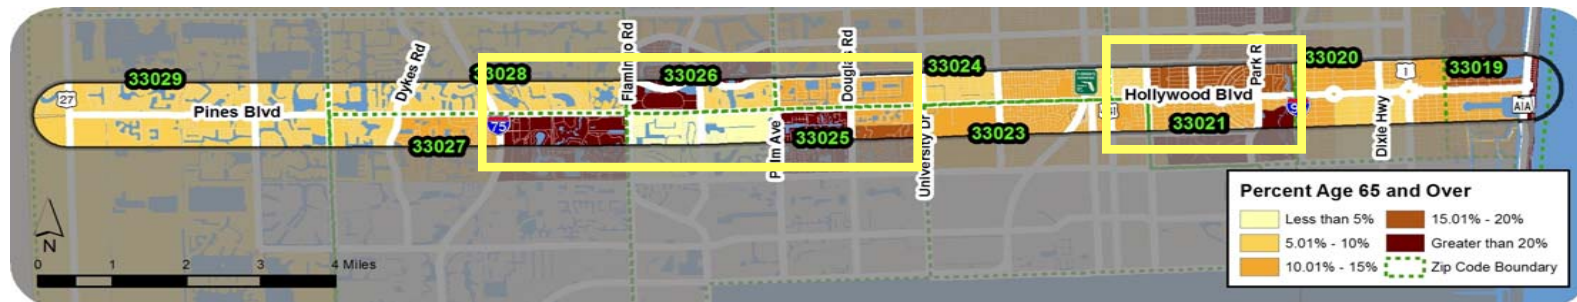 33029
33028
33026
33024
33020
33019
27
Pines Blvd
Dykes Rd
Flamingo Rd
Douglas Rd
Hollywood Blvd
Park R
1
A1A
75
33027
33025
33023
33021
University Dr
Dixie Hwy
N
0 1 2 3 4 Miles
Percent Age 65 and Over
Less than 5%
5.01% - 10%
10.01% - 15%
15.01% - 20%
Greater than 20%
Zip Code Boundary